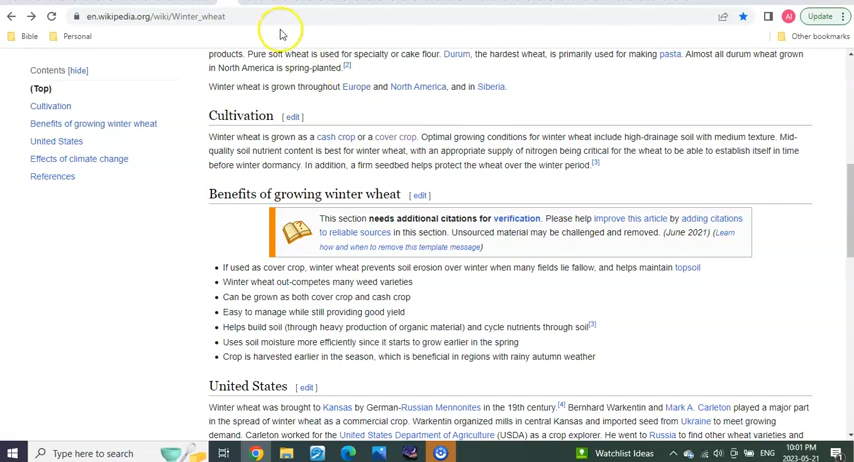 en.wikipedia.org/wiki/Winter_wheat
AI
Update
Bible
Personal
Other bookmarks
Contents [hide]
(Top)
Cultivation
Benefits of growing winter wheat
United States
Effects of climate change
References
products. Pure soft wheat is used for specialty or cake flour. Durum, the hardest wheat, is primarily used for making pasta. Almost all durum wheat grown
in North America is spring-planted.[2]
Winter wheat is grown throughout Europe and North America, and in Siberia.
Cultivation [ edit ]
Winter wheat is grown as a cash crop or a cover crop. Optimal growing conditions for winter wheat include high-drainage soil with medium texture. Mid-
quality soil nutrient content is best for winter wheat, with an appropriate supply of nitrogen being critical for the wheat to be able to establish itself in time
before winter dormancy. In addition, a firm seedbed helps protect the wheat over the winter period.[3]
Benefits of growing winter wheat [ edit ]
This section needs additional citations for verification. Please help improve this article by adding citations
to reliable sources in this section. Unsourced material may be challenged and removed. (June 2021) (Learn
how and when to remove this template message)
• If used as cover crop, winter wheat prevents soil erosion over winter when many fields lie fallow, and helps maintain topsoil
• Winter wheat out-competes many weed varieties
• Can be grown as both cover crop and cash crop
• Easy to manage while still providing good yield
• Helps build soil (through heavy production of organic material) and cycle nutrients through soil[3]
• Uses soil moisture more efficiently since it starts to grow earlier in the spring
• Crop is harvested earlier in the season, which is beneficial in regions with rainy autumn weather
United States [ edit ]
Winter wheat was brought to Kansas by German-Russian Mennonites in the 19th century.[4] Bernhard Warkentin and Mark A. Carleton played a major part
in the spread of winter wheat as a commercial crop. Warkentin organized mills in central Kansas and imported seed from Ukraine to meet growing
demand. Carleton worked for the United States Department of Agriculture (USDA) as a crop explorer. He went to Russia to find other wheat varieties and
Type here to search
Watchlist Ideas
ENG
10:01 PM
2023-05-21